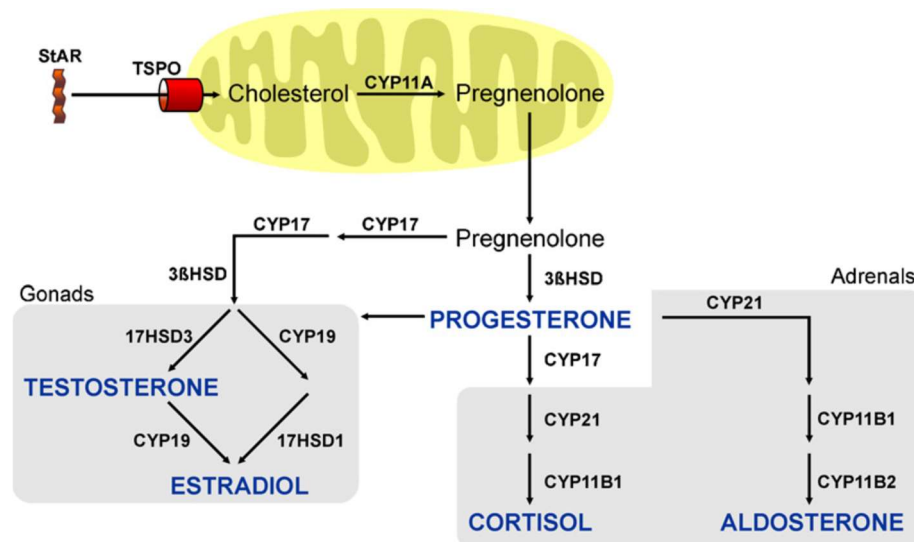 StAR
TSPO
Cholesterol
CYP11A
Pregnenolone
CYP17
CYP17
Pregnenolone
3ßHSD
3ßHSD
Gonads
Adrenals
CYP21
17HSD3
CYP19
PROGESTERONE
CYP17
TESTOSTERONE
CYP19
17HSD1
CYP21
CYP11B1
ESTRADIOL
CYP11B1
CYP11B2
CORTISOL
ALDOSTERONE